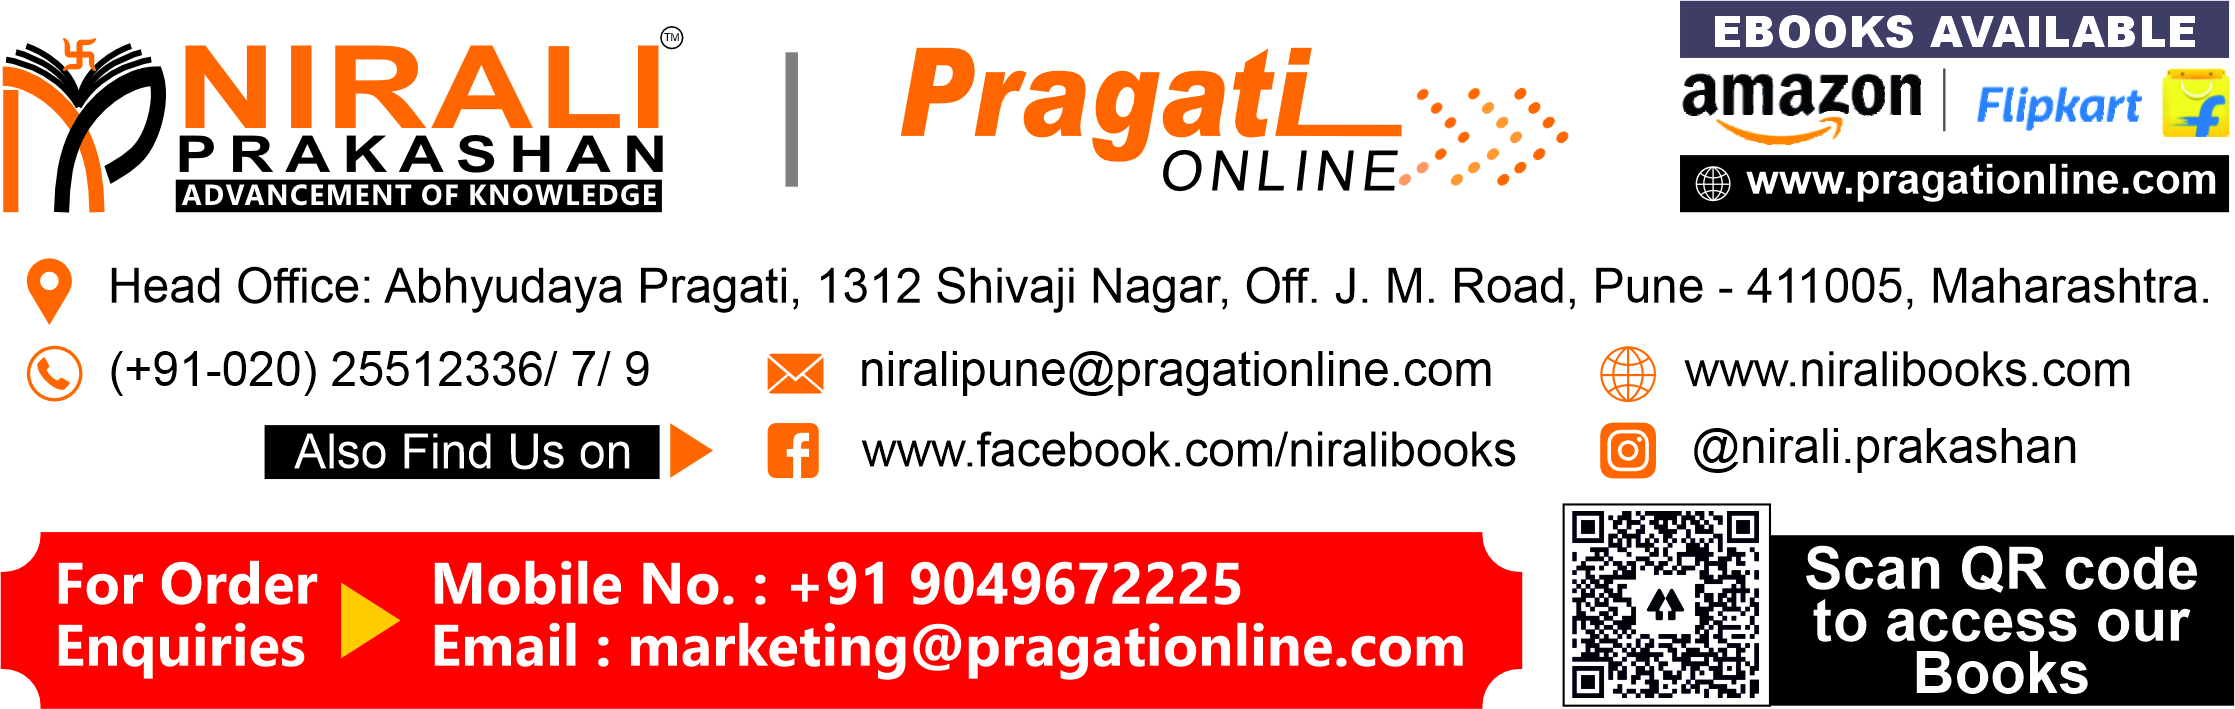 NIRALI TM
PRAKASHAN
ADVANCEMENT OF KNOWLEDGE
Pragati
ONLINE
EBOOKS AVAILABLE
amazon
Flipkart
www.pragationline.com
Head Office: Abhyudaya Pragati, 1312 Shivaji Nagar, Off. J. M. Road, Pune - 411005, Maharashtra.
(+91-020) 25512336/ 7/ 9
niralipune@pragationline.com
www.niralibooks.com
Also Find Us on
www.facebook.com/niralibooks
@nirali.prakashan
For Order
Enquiries
Mobile No. : +91 9049672225
Email : marketing@pragationline.com
Scan QR code
to access our
Books